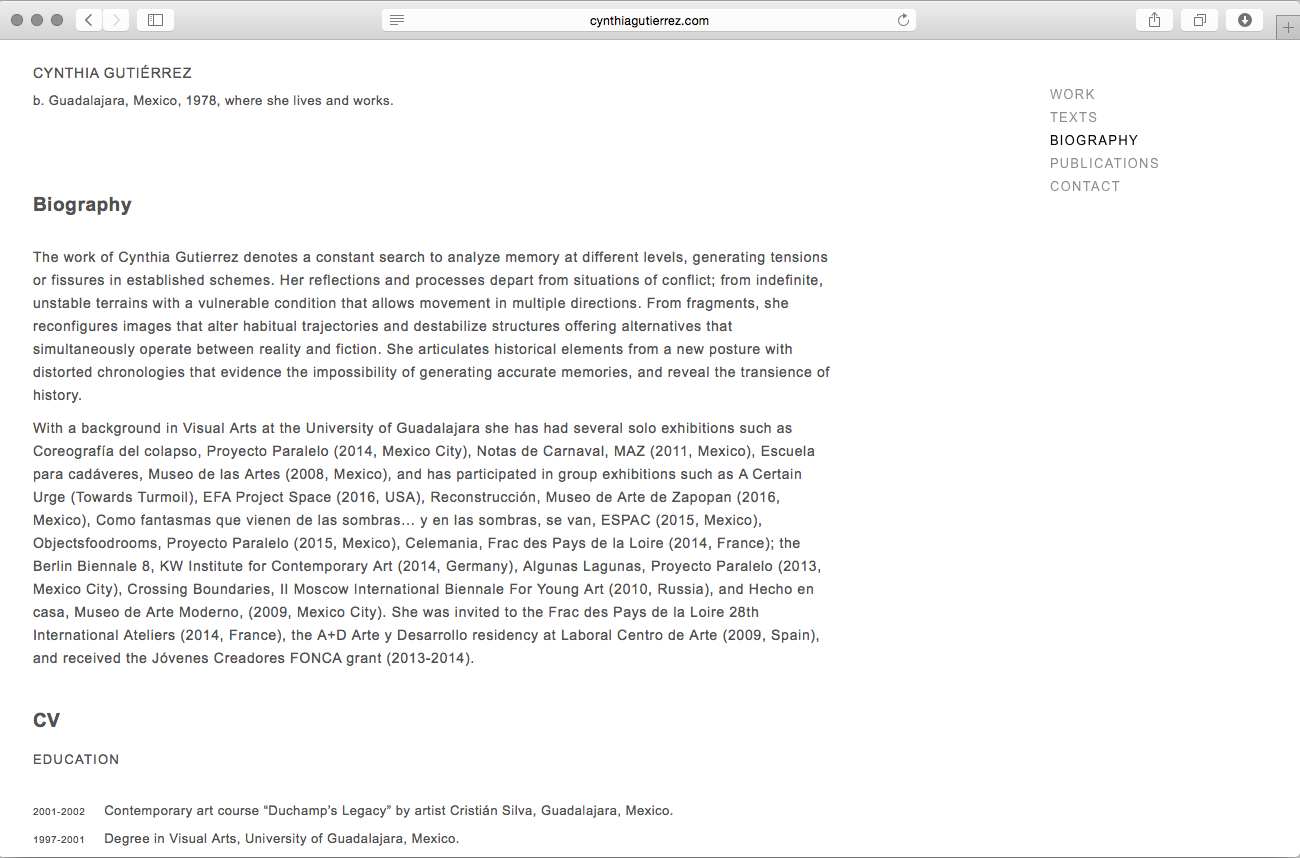 cynthiagutierrez.com
CYNTHIA GUTIÉRREZ
b. Guadalajara, Mexico, 1978, where she lives and works.
WORK
TEXTS
BIOGRAPHY
PUBLICATIONS
CONTACT
Biography
The work of Cynthia Gutierrez denotes a constant search to analyze memory at different levels, generating tensions
or fissures in established schemes. Her reflections and processes depart from situations of conflict; from indefinite,
unstable terrains with a vulnerable condition that allows movement in multiple directions. From fragments, she
reconfigures images that alter habitual trajectories and destabilize structures offering alternatives that
simultaneously operate between reality and fiction. She articulates historical elements from a new posture with
distorted chronologies that evidence the impossibility of generating accurate memories, and reveal the transience of
history.
With a background in Visual Arts at the University of Guadalajara she has had several solo exhibitions such as
Coreografía del colapso, Proyecto Paralelo (2014, Mexico City), Notas de Carnaval, MAZ (2011, Mexico), Escuela
para cadáveres, Museo de las Artes (2008, Mexico), and has participated in group exhibitions such as A Certain
Urge (Towards Turmoil), EFA Project Space (2016, USA), Reconstrucción, Museo de Arte de Zapopan (2016,
Mexico), Como fantasmas que vienen de las sombras… y en las sombras, se van, ESPAC (2015, Mexico),
Objectsfoodrooms, Proyecto Paralelo (2015, Mexico), Celemania, Frac des Pays de la Loire (2014, France); the
Berlin Biennale 8, KW Institute for Contemporary Art (2014, Germany), Algunas Lagunas, Proyecto Paralelo (2013,
Mexico City), Crossing Boundaries, II Moscow International Biennale For Young Art (2010, Russia), and Hecho en
casa, Museo de Arte Moderno, (2009, Mexico City). She was invited to the Frac des Pays de la Loire 28th
International Ateliers (2014, France), the A+D Arte y Desarrollo residency at Laboral Centro de Arte (2009, Spain),
and received the Jóvenes Creadores FONCA grant (2013-2014).
CV
EDUCATION
2001-2002 Contemporary art course “Duchamp’s Legacy” by artist Cristián Silva, Guadalajara, Mexico.
1997-2001 Degree in Visual Arts, University of Guadalajara, Mexico.